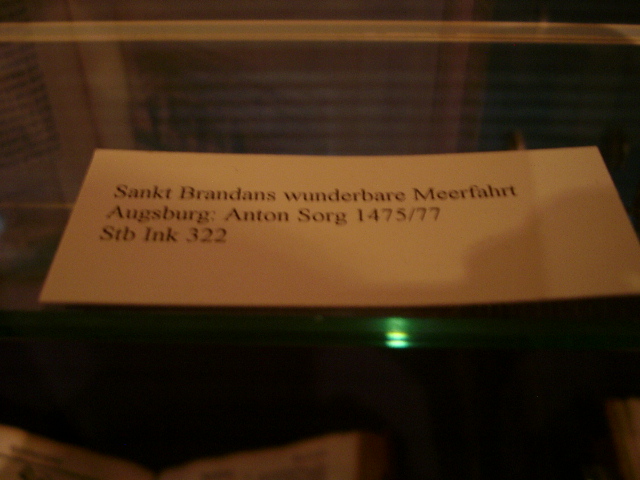 Sankt Brandans wunderbare Meerfahrt
Augsburg: Anton Sorg 1475/77
Stb Ink 322